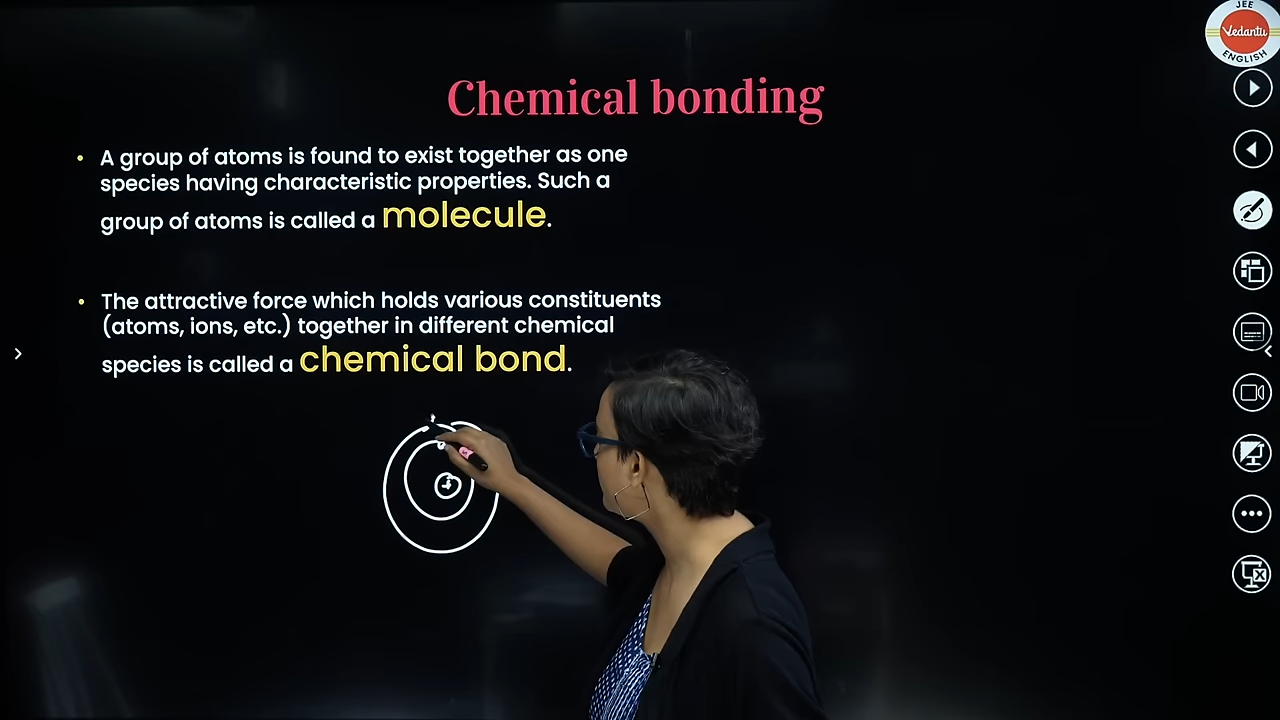 JEE
Vedantu
ENGLISH
Chemical bonding
• A group of atoms is found to exist together as one
species having characteristic properties. Such a
group of atoms is called a molecule.
• The attractive force which holds various constituents
(atoms, ions, etc.) together in different chemical
species is called a chemical bond.